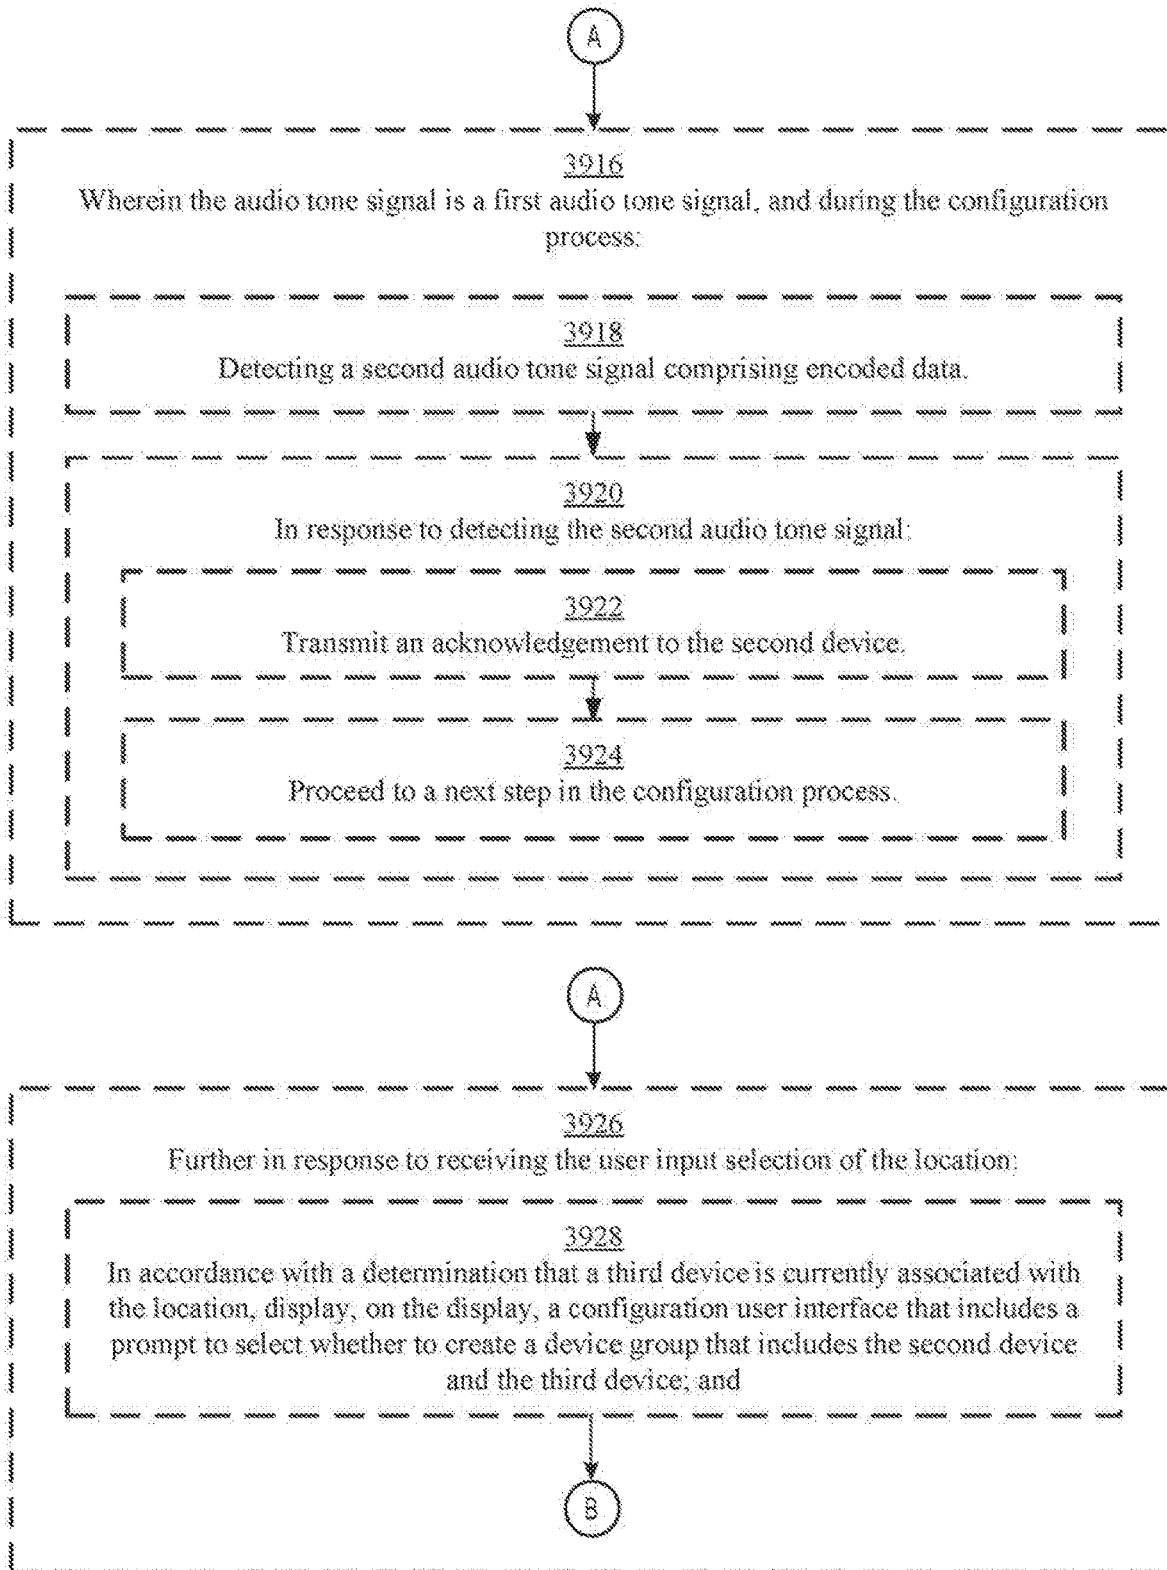 A
3916
Wherein the audio tone signal is a first audio tone signal, and during the configuration
process:
3918
Detecting a second audio tone signal comprising encoded data.
3920
In response to detecting the second audio tone signal:
3922
Transmit an acknowledgement to the second device.
3924
Proceed to a next step in the configuration process.
A
3926
Further in response to receiving the user input selection of the location:
3928
In accordance with a determination that a third device is currently associated with
the location, display, on the display, a configuration user interface that includes a
prompt to select whether to create a device group that includes the second device
and the third device; and
B